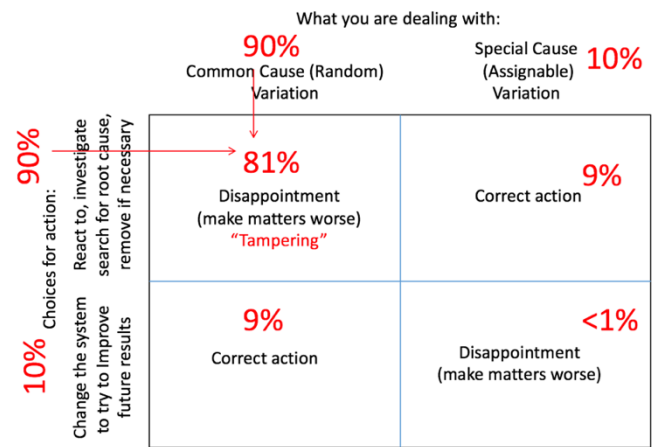 What you are dealing with:
90%
Common Cause (Random)
Variation
Special Cause
(Assignable)
Variation
10%
90%
10%
Choices for action:
React to, investigate
search for root cause,
remove if necessary
81%
Disappointment
(make matters worse)
“Tampering”
9%
Correct action
Change the system
to try to Improve
future results
9%
Correct action
<1%
Disappointment
(make matters worse)